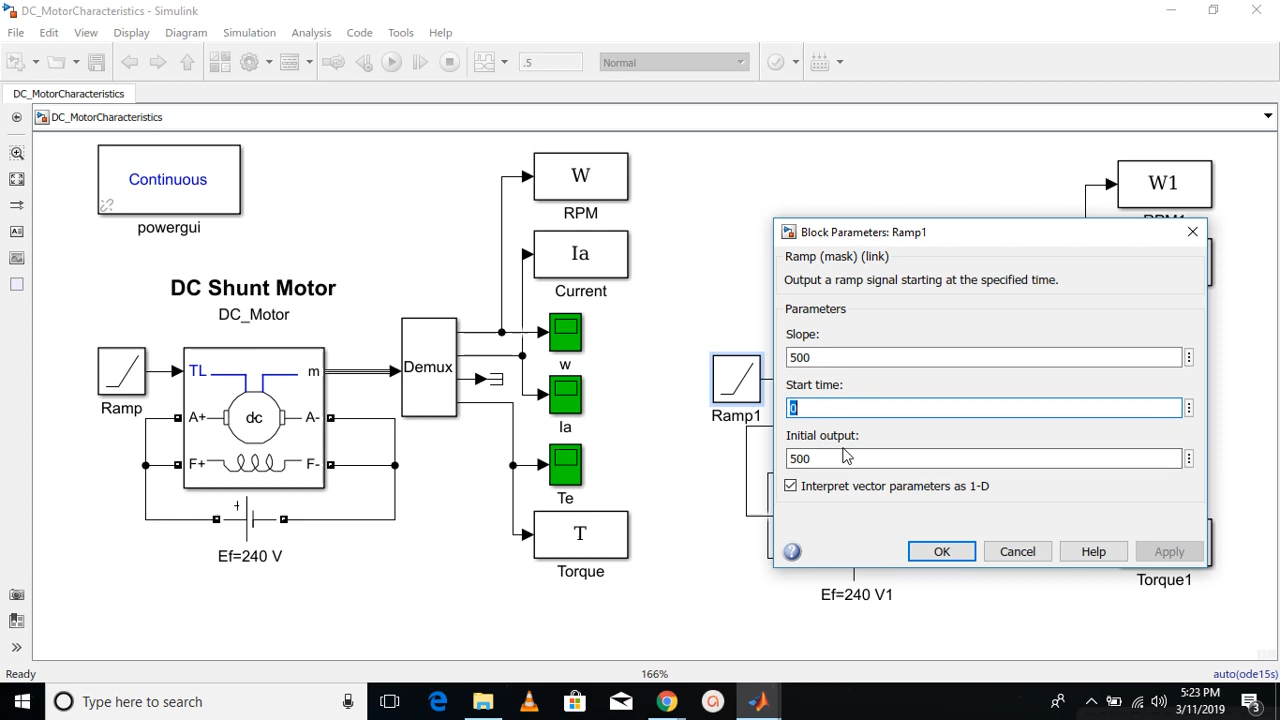 DC_MotorCharacteristics - Simulink
File Edit View Display Diagram Simulation Analysis Code Tools Help
.5 Normal
DC_MotorCharacteristics
DC_MotorCharacteristics
Continuous
powergui
W
RPM
W1
Ia
Current
DC Shunt Motor
DC_Motor
Ramp
TL m
A+ dc A-
F+ F-
+
Ef=240 V
Demux
w
Ia
Te
T
Torque
Ramp1
Block Parameters: Ramp1
Ramp (mask) (link)
Output a ramp signal starting at the specified time.
Parameters
Slope:
500
Start time:
0
Initial output:
500
Interpret vector parameters as 1-D
OK Cancel Help Apply
Torque1
Ef=240 V1
Ready 166% auto(ode15s)
Type here to search
5:23 PM
3/11/2019
3